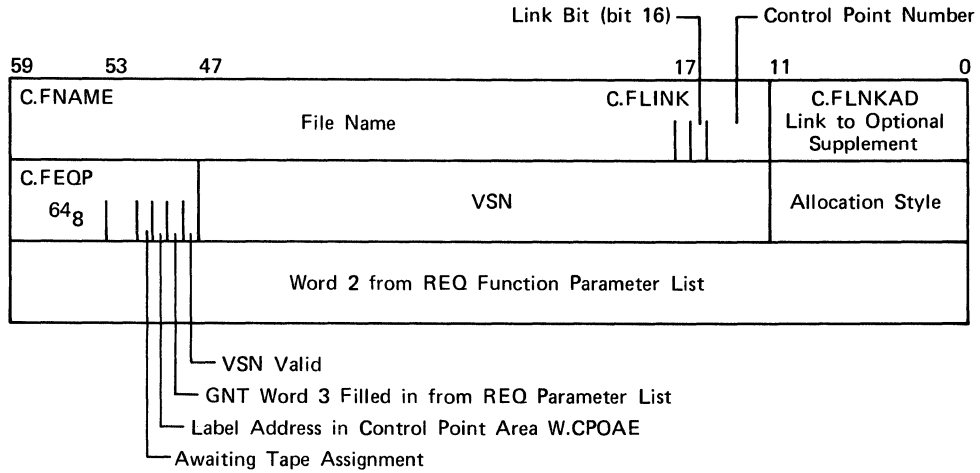 Link Bit (bit 16) Control Point Number
59 53 47 17 11 0
C.FNAME C.FLINK C.FLNKAD
File Name Link to Optional
Supplement
C.FEQP
64₈ VSN Allocation Style
Word 2 from REQ Function Parameter List
VSN Valid
GNT Word 3 Filled in from REQ Parameter List
Label Address in Control Point Area W.CPOAE
Awaiting Tape Assignment